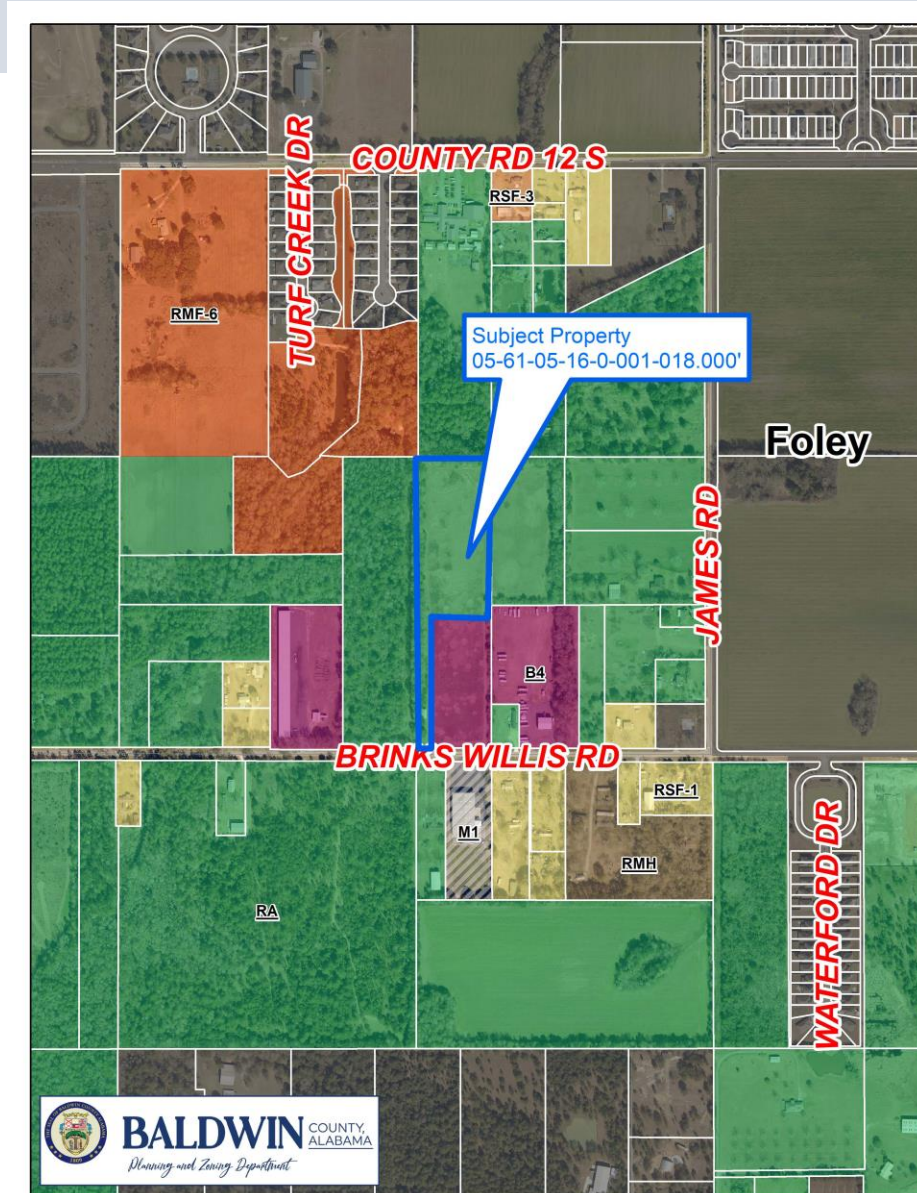 COUNTY RD 12 S
TURF CREEK DR
RSF-3
RMF-6
Subject Property
05-61-05-16-0-001-018.000'
Foley
JAMES RD
B4
BRINKS WILLIS RD
RSF-1
M1
RMH
WATERFORD DR
RA
BALDWIN COUNTY, ALABAMA
Planning and Zoning Department